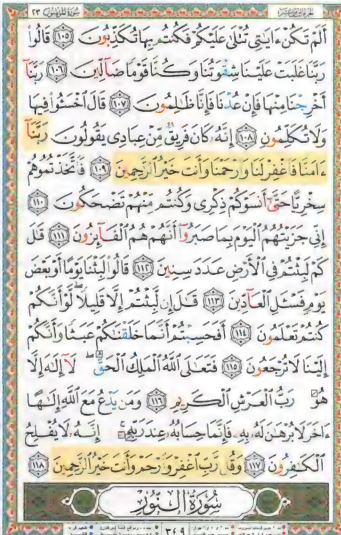 سورة المؤمنون ٢٣
أَلَمْ تَكُنْ ءَايَٰتِى تُتْلَىٰ عَلَيْكُمْ فَكُنتُم بِهَا تُكَذِّبُونَ ١٠٥ قَالُوا۟
رَبَّنَا غَلَبَتْ عَلَيْنَا شِقْوَتُنَا وَكُنَّا قَوْمًا ضَآلِّينَ ١٠٦ رَبَّنَآ
أَخْرِجْنَا مِنْهَا فَإِنْ عُدْنَا فَإِنَّا ظَٰلِمُونَ ١٠٧ قَالَ ٱخْسَـُٔوا۟ فِيهَا
وَلَا تُكَلِّمُونِ ١٠٨ إِنَّهُۥ كَانَ فَرِيقٌ مِّنْ عِبَادِى يَقُولُونَ رَبَّنَآ
ءَامَنَّا فَٱغْفِرْ لَنَا وَٱرْحَمْنَا وَأَنتَ خَيْرُ ٱلرَّٰحِمِينَ ١٠٩ فَٱتَّخَذْتُمُوهُمْ
سِخْرِيًّا حَتَّىٰٓ أَنسَوْكُمْ ذِكْرِى وَكُنتُم مِّنْهُمْ تَضْحَكُونَ ١١٠
إِنِّى جَزَيْتُهُمُ ٱلْيَوْمَ بِمَا صَبَرُوٓا۟ أَنَّهُمْ هُمُ ٱلْفَآئِزُونَ ١١١ قَٰلَ
كَمْ لَبِثْتُمْ فِى ٱلْأَرْضِ عَدَدَ سِنِينَ ١١٢ قَالُوا۟ لَبِثْنَا يَوْمًا أَوْ بَعْضَ
يَوْمٍ فَسْـَٔلِ ٱلْعَآدِّينَ ١١٣ قَٰلَ إِن لَّبِثْتُمْ إِلَّا قَلِيلًا لَّوْ أَنَّكُمْ
كُنتُمْ تَعْلَمُونَ ١١٤ أَفَحَسِبْتُمْ أَنَّمَا خَلَقْنَٰكُمْ عَبَثًا وَأَنَّكُمْ
إِلَيْنَا لَا تُرْجَعُونَ ١١٥ فَتَعَٰلَى ٱللَّهُ ٱلْمَلِكُ ٱلْحَقُّ لَآ إِلَٰهَ إِلَّا
هُوَ رَبُّ ٱلْعَرْشِ ٱلْكَرِيمِ ١١٦ وَمَن يَدْعُ مَعَ ٱللَّهِ إِلَٰهًا
ءَاخَرَ لَا بُرْهَٰنَ لَهُۥ بِهِۦ فَإِنَّمَا حِسَابُهُۥ عِندَ رَبِّهِۦٓ إِنَّهُۥ لَا يُفْلِحُ
ٱلْكَٰفِرُونَ ١١٧ وَقُل رَّبِّ ٱغْفِرْ وَٱرْحَمْ وَأَنتَ خَيْرُ ٱلرَّٰحِمِينَ ١١٨
سُورَةُ ٱلنُّورِ
٣٤٩